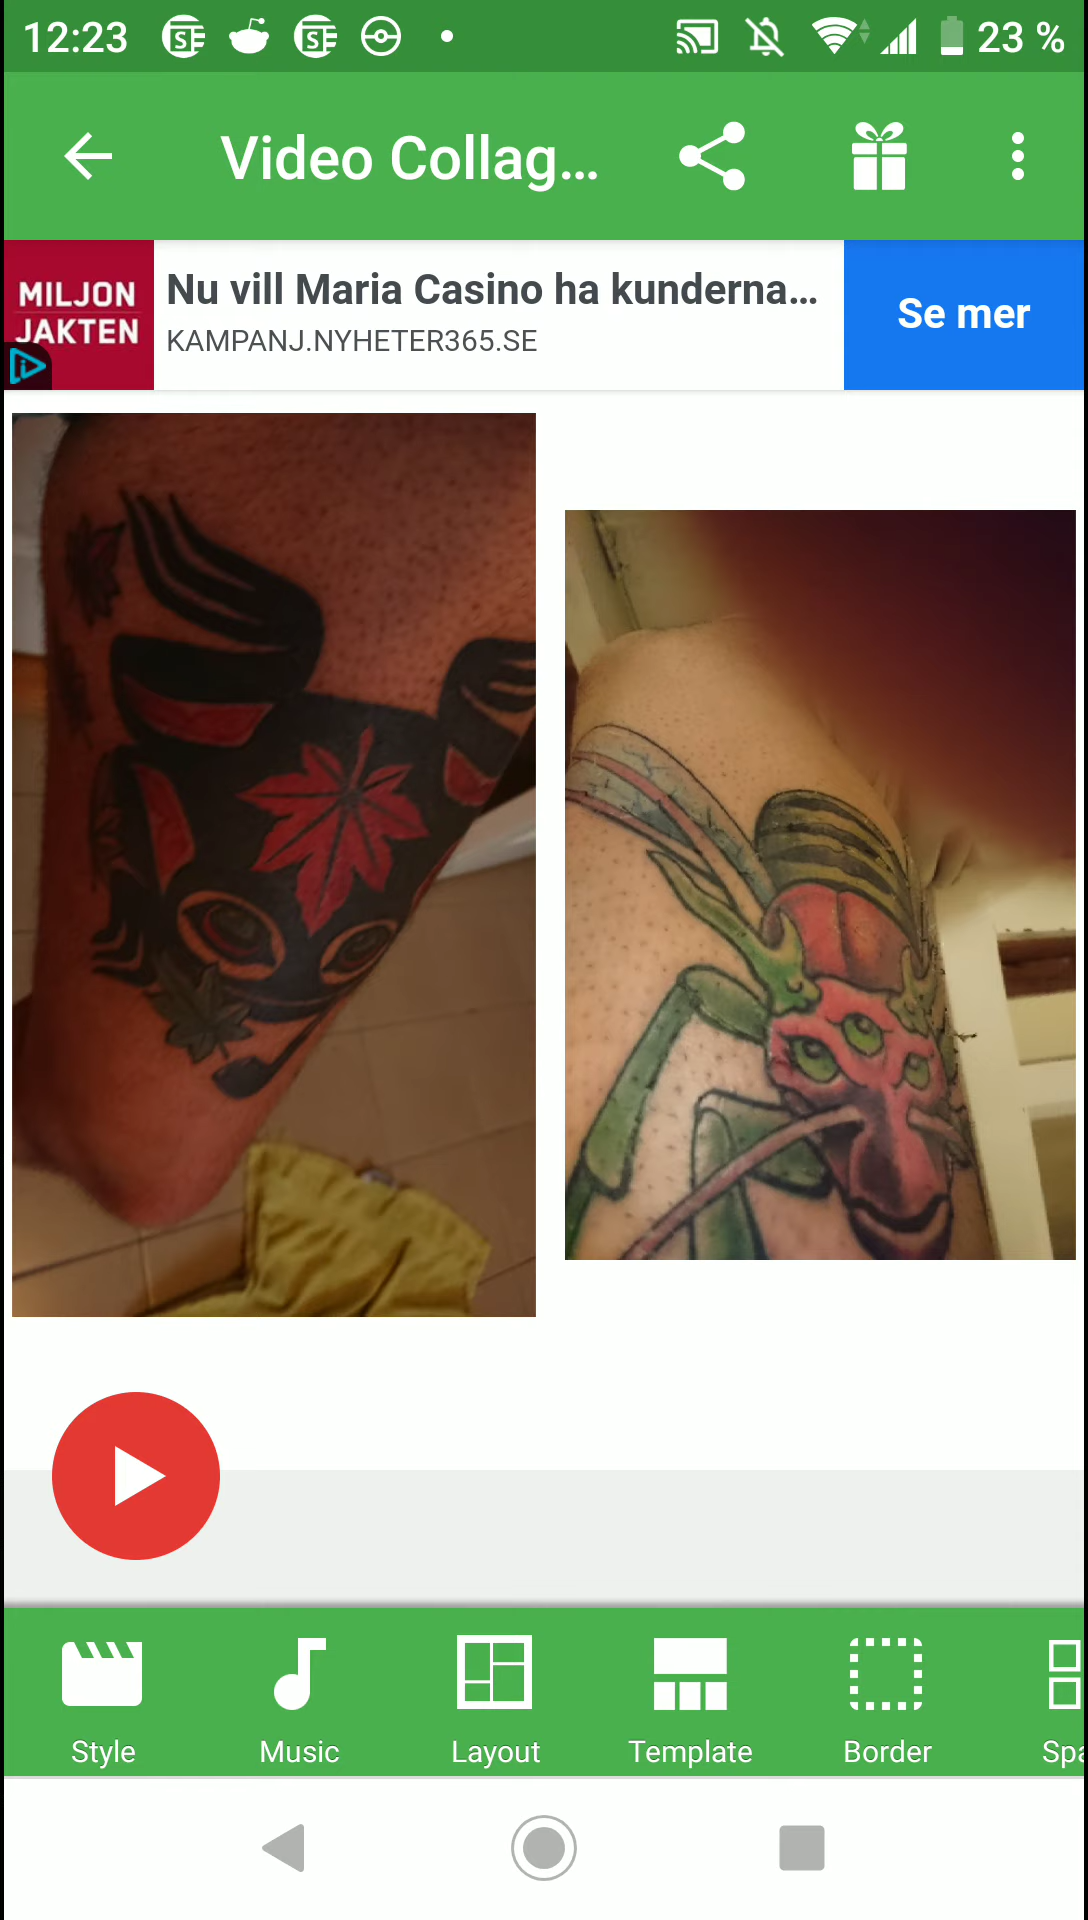 12:23
23 %
Video Collag...
MILJON
JAKTEN
Nu vill Maria Casino ha kunderna...
KAMPANJ.NYHETER365.SE
Se mer
Style
Music
Layout
Template
Border
Spa